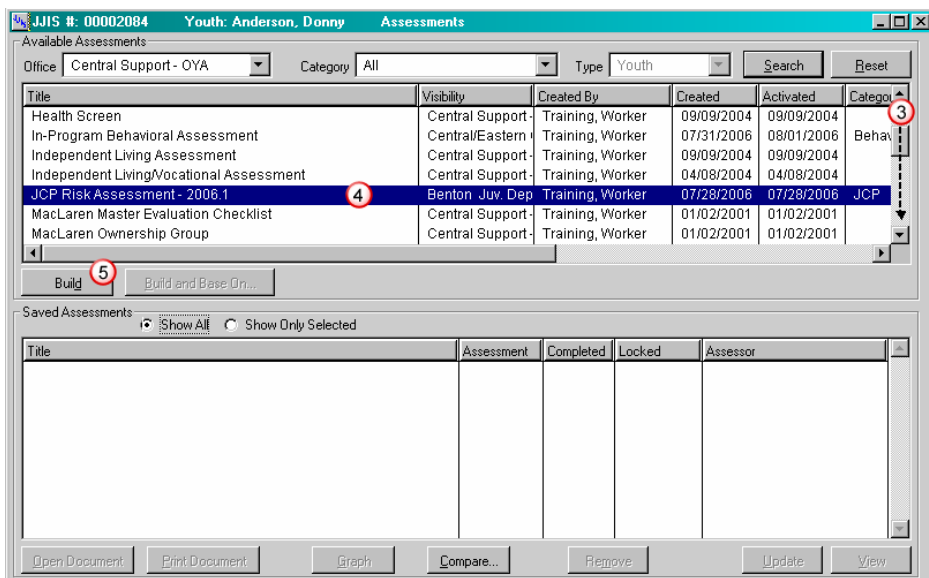 JJIS #: 00002084 Youth: Anderson, Donny Assessments
Available Assessments
Office Central Support - OYA Category All Type Youth Search Reset
Title Visibility Created By Created Activated Categor
Health Screen Central Support- Training, Worker 09/09/2004 09/09/2004
3
In-Program Behavioral Assessment Central/Eastern Training, Worker 07/31/2006 08/01/2006 Behav
Independent Living Assessment Central Support- Training, Worker 09/09/2004 09/09/2004
Independent Living/Vocational Assessment Central Support- Training, Worker 04/08/2004 04/08/2004
JCP Risk Assessment - 2006.1 4 Benton Juv. Dep Training, Worker 07/28/2006 07/28/2006 JCP
MacLaren Master Evaluation Checklist Central Support- Training, Worker 01/02/2001 01/02/2001
MacLaren Ownership Group Central Support- Training, Worker 01/02/2001 01/02/2001
Build 5 Build and Base On...
Saved Assessments
Show All Show Only Selected
Title Assessment Completed Locked Assessor
Open Document Print Document Graph Compare... Remove Update View